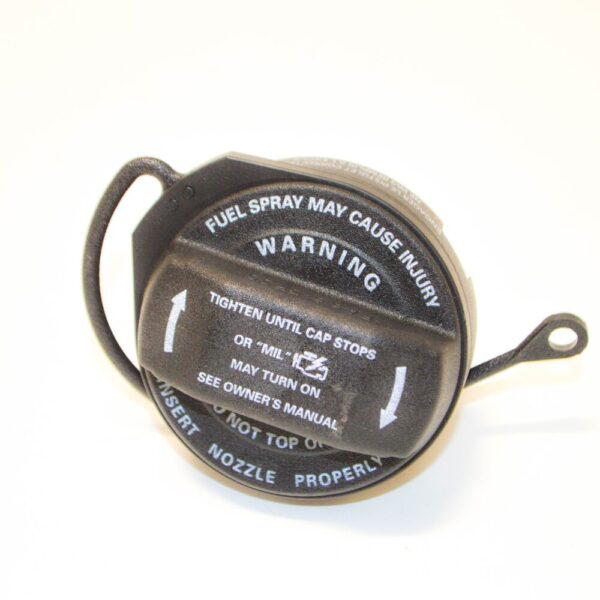 FUEL SPRAY MAY CAUSE INJURY
WARNING
TIGHTEN UNTIL CAP STOPS
OR "MIL"
MAY TURN ON
SEE OWNER'S MANUAL
NOT TOP
INSERT NOZZLE PROPERLY